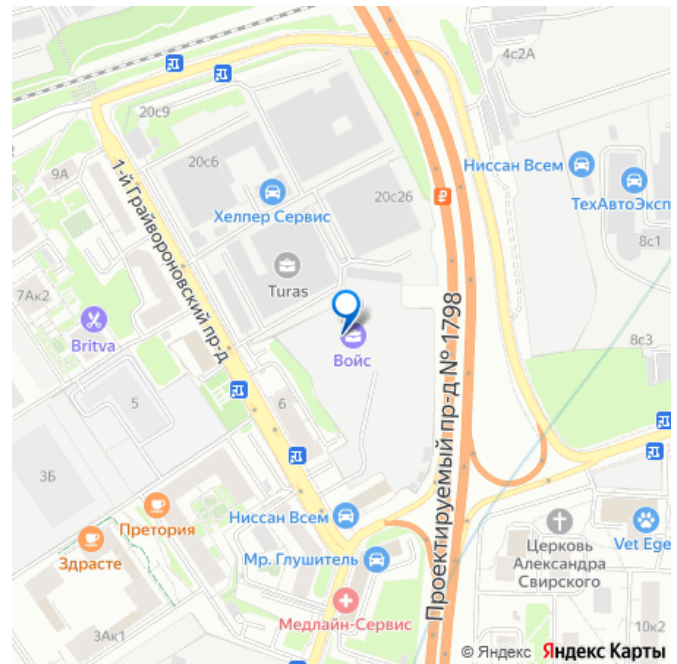 4с2А
20с9
9А
20с6
Ниссан Всем
Хелпер Сервис
20с26
ТехАвтоЭксп
8с1
1-й Грайвороновский пр-д
Turas
7Ак2
Britva
Войс
8с3
Проектируемый пр-д № 1798
5
6
3Б
Претория
Ниссан Всем
Здрасте
Мр. Глушитель
Церковь
Александра
Свирского
Vet Ege
Медлайн-Сервис
10к2
3Ак1
© Яндекс Яндекс Карты